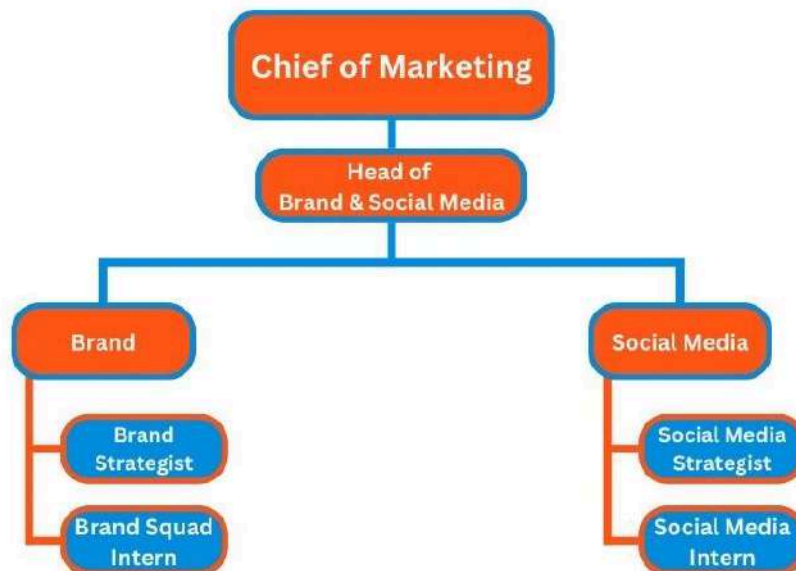 Chief of Marketing
Head of
Brand & Social Media
Brand
Social Media
Brand
Strategist
Brand Squad
Intern
Social Media
Strategist
Social Media
Intern